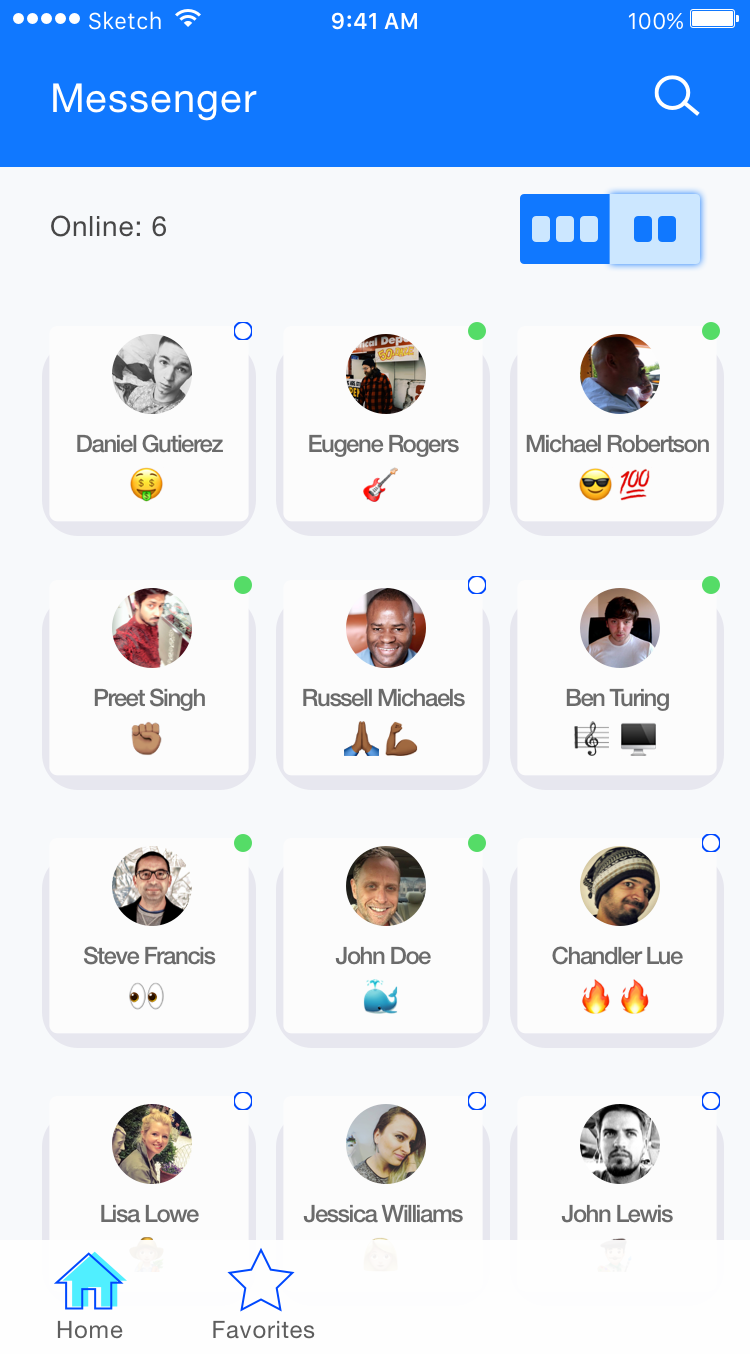 Sketch 9:41 AM 100%
Messenger
Online: 6
Daniel Gutierez Eugene Rogers Michael Robertson
Preet Singh Russell Michaels Ben Turing
Steve Francis John Doe Chandler Lue
Lisa Lowe Jessica Williams John Lewis
Home Favorites